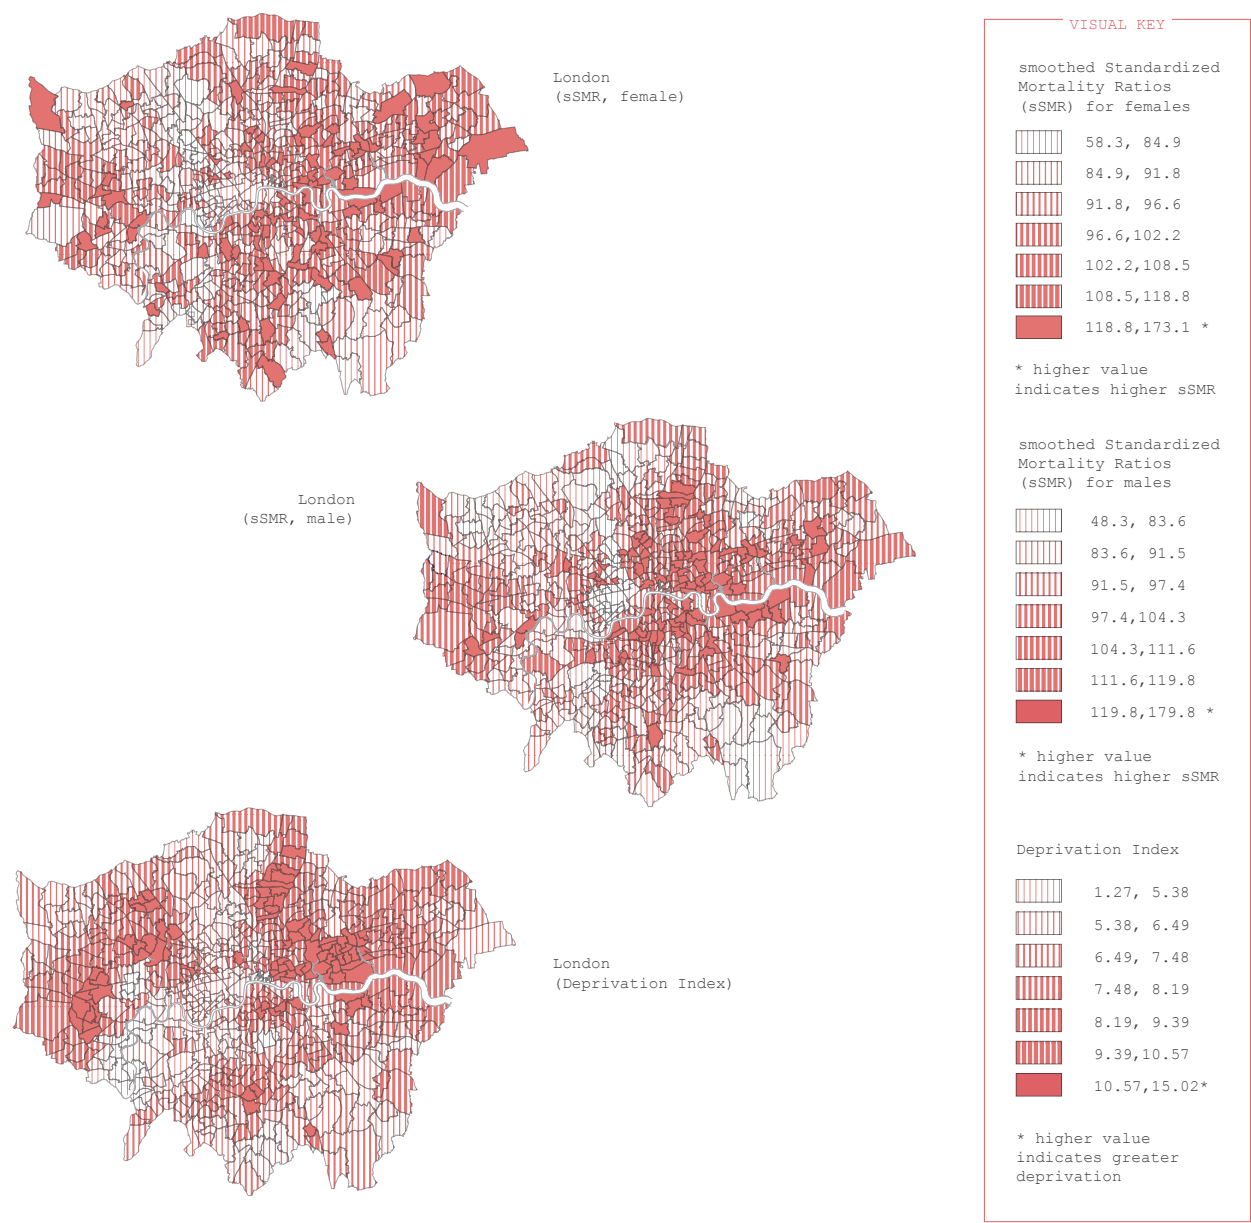 London
(sSMR, female)
London
(sSMR, male)
London
(Deprivation Index)
VISUAL KEY
smoothed Standardized
Mortality Ratios
(sSMR) for females
58.3, 84.9
84.9, 91.8
91.8, 96.6
96.6,102.2
102.2,108.5
108.5,118.8
118.8,173.1 *
* higher value
indicates higher sSMR
smoothed Standardized
Mortality Ratios
(sSMR) for males
48.3, 83.6
83.6, 91.5
91.5, 97.4
97.4,104.3
104.3,111.6
111.6,119.8
119.8,179.8 *
* higher value
indicates higher sSMR
Deprivation Index
1.27, 5.38
5.38, 6.49
6.49, 7.48
7.48, 8.19
8.19, 9.39
9.39,10.57
10.57,15.02*
* higher value
indicates greater
deprivation